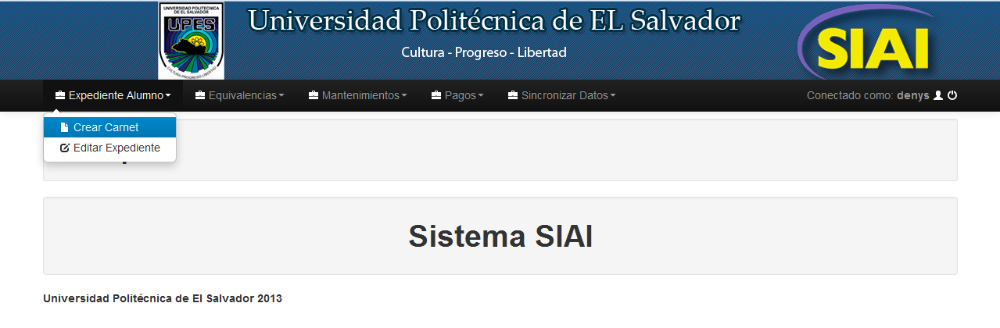 UNIVERSIDAD POLITECNICA
DE EL SALVADOR
UPES
CULTURA PROGRESO LIBERTAD
Universidad Politécnica de EL Salvador
Cultura - Progreso - Libertad
SIAI
Expediente Alumno Equivalencias Mantenimientos Pagos Sincronizar Datos Conectado como: denys
Crear Carnet
Editar Expediente
Sistema SIAI
Universidad Politécnica de El Salvador 2013